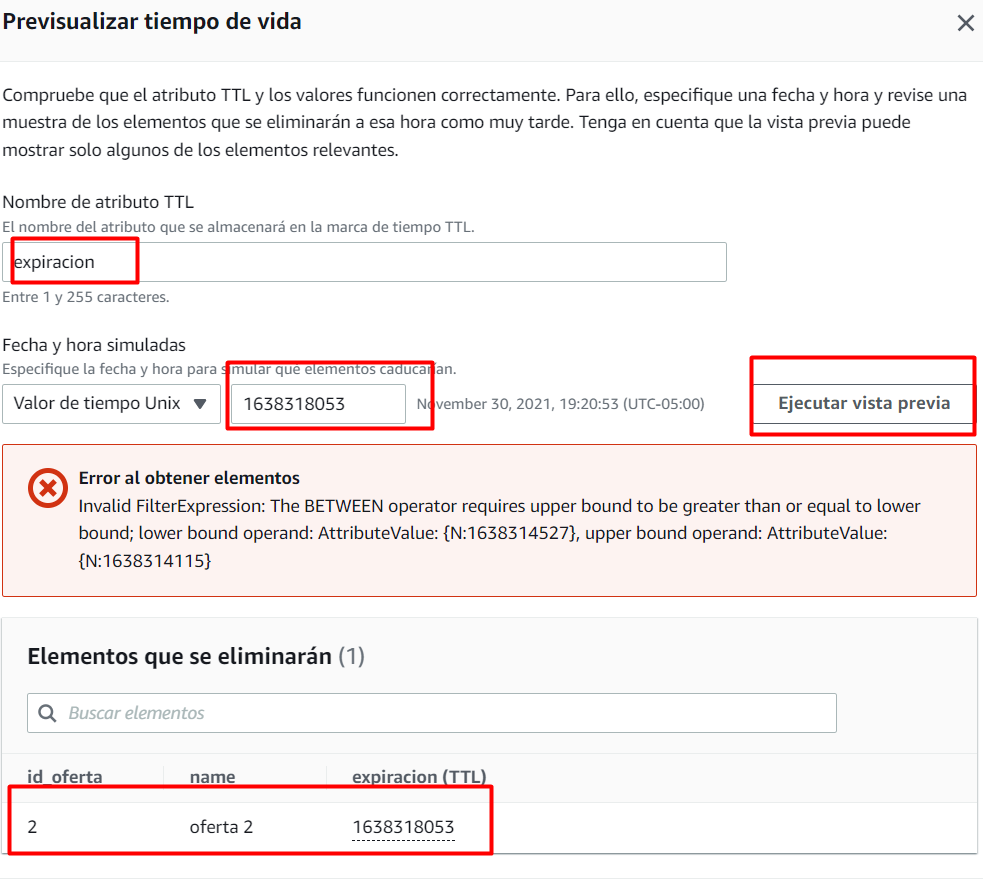 Previsualizar tiempo de vida
Compruebe que el atributo TTL y los valores funcionen correctamente. Para ello, especifique una fecha y hora y revise una
muestra de los elementos que se eliminarán a esa hora como muy tarde. Tenga en cuenta que la vista previa puede
mostrar solo algunos de los elementos relevantes.
Nombre de atributo TTL
El nombre del atributo que se almacenará en la marca de tiempo TTL.
expiracion
Entre 1 y 255 caracteres.
Fecha y hora simuladas
Especifique la fecha y hora para simular qué elementos caducarían.
Valor de tiempo Unix 1638318053 November 30, 2021, 19:20:53 (UTC-05:00) Ejecutar vista previa
Error al obtener elementos
Invalid FilterExpression: The BETWEEN operator requires upper bound to be greater than or equal to lower
bound; lower bound operand: AttributeValue: {N:1638314527}, upper bound operand: AttributeValue:
{N:1638314115}
Elementos que se eliminarán (1)
Buscar elementos
id_oferta name expiracion (TTL)
2 oferta 2 1638318053